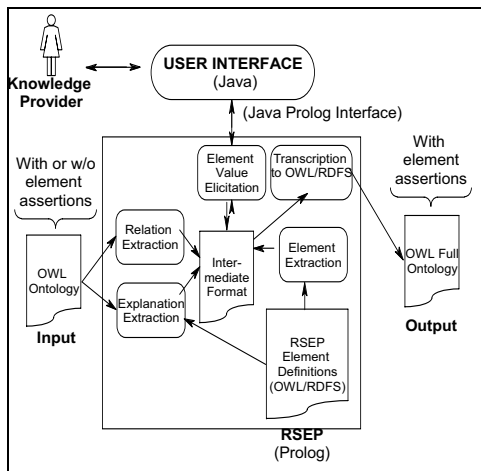 Knowledge
Provider
USER INTERFACE
(Java)
(Java Prolog Interface)
With or w/o
element
assertions
OWL
Ontology
Input
Relation
Extraction
Explanation
Extraction
Element
Value
Elicitation
Transcription
to OWL/RDFS
Inter-
mediate
Format
Element
Extraction
RSEP
Element
Definitions
(OWL/RDFS)
RSEP
(Prolog)
With
element
assertions
OWL Full
Ontology
Output